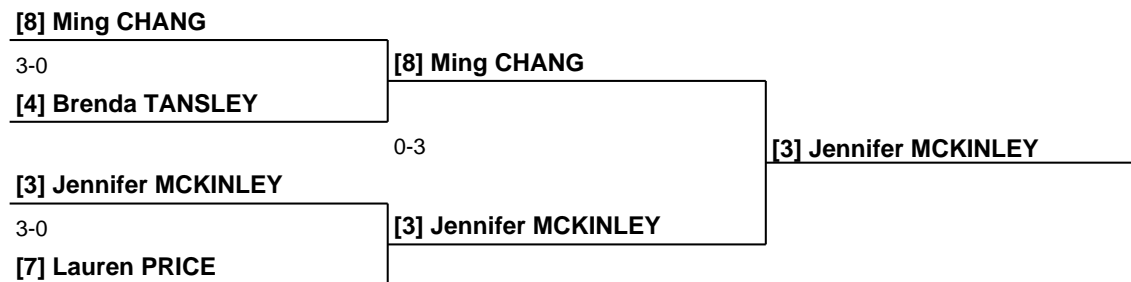 [8] Ming CHANG
3-0
[4] Brenda TANSLEY
[8] Ming CHANG
0-3
[3] Jennifer MCKINLEY
[3] Jennifer MCKINLEY
3-0
[7] Lauren PRICE
[3] Jennifer MCKINLEY